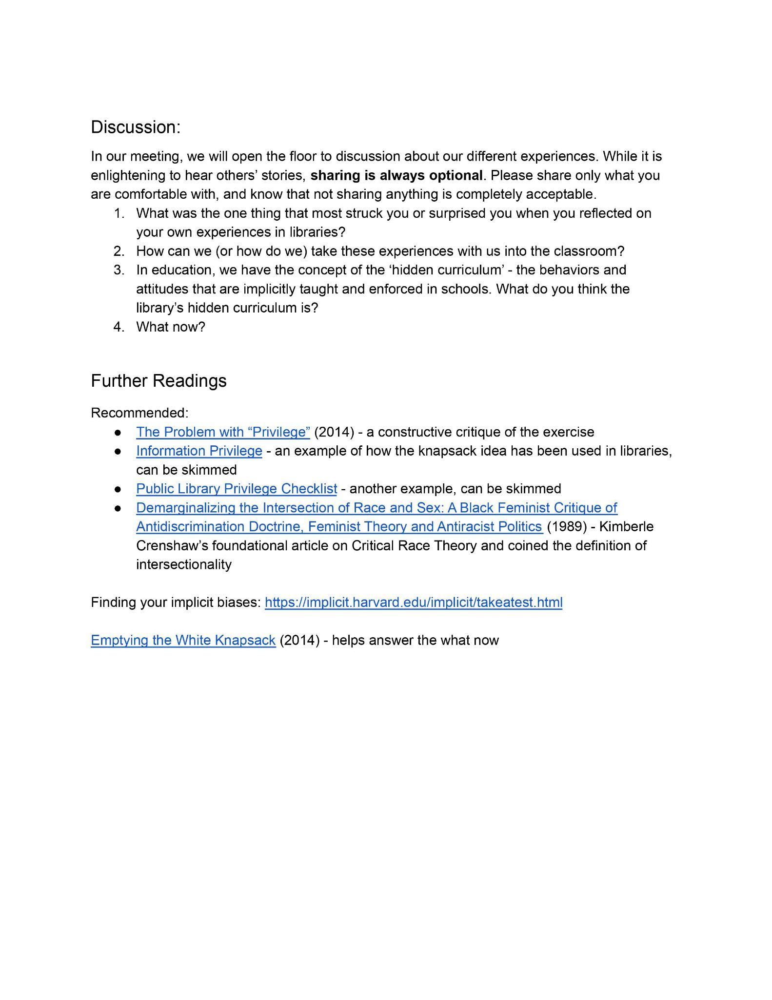 Discussion:
In our meeting, we will open the floor to discussion about our different experiences. While it is
enlightening to hear others’ stories, sharing is always optional. Please share only what you
are comfortable with, and know that not sharing anything is completely acceptable.
1. What was the one thing that most struck you or surprised you when you reflected on
your own experiences in libraries?
2. How can we (or how do we) take these experiences with us into the classroom?
3. In education, we have the concept of the ‘hidden curriculum’ - the behaviors and
attitudes that are implicitly taught and enforced in schools. What do you think the
library’s hidden curriculum is?
4. What now?
Further Readings
Recommended:
● The Problem with “Privilege” (2014) - a constructive critique of the exercise
● Information Privilege - an example of how the knapsack idea has been used in libraries,
can be skimmed
● Public Library Privilege Checklist - another example, can be skimmed
● Demarginalizing the Intersection of Race and Sex: A Black Feminist Critique of
Antidiscrimination Doctrine, Feminist Theory and Antiracist Politics (1989) - Kimberle
Crenshaw’s foundational article on Critical Race Theory and coined the definition of
intersectionality
Finding your implicit biases: https://implicit.harvard.edu/implicit/takeatest.html
Emptying the White Knapsack (2014) - helps answer the what now